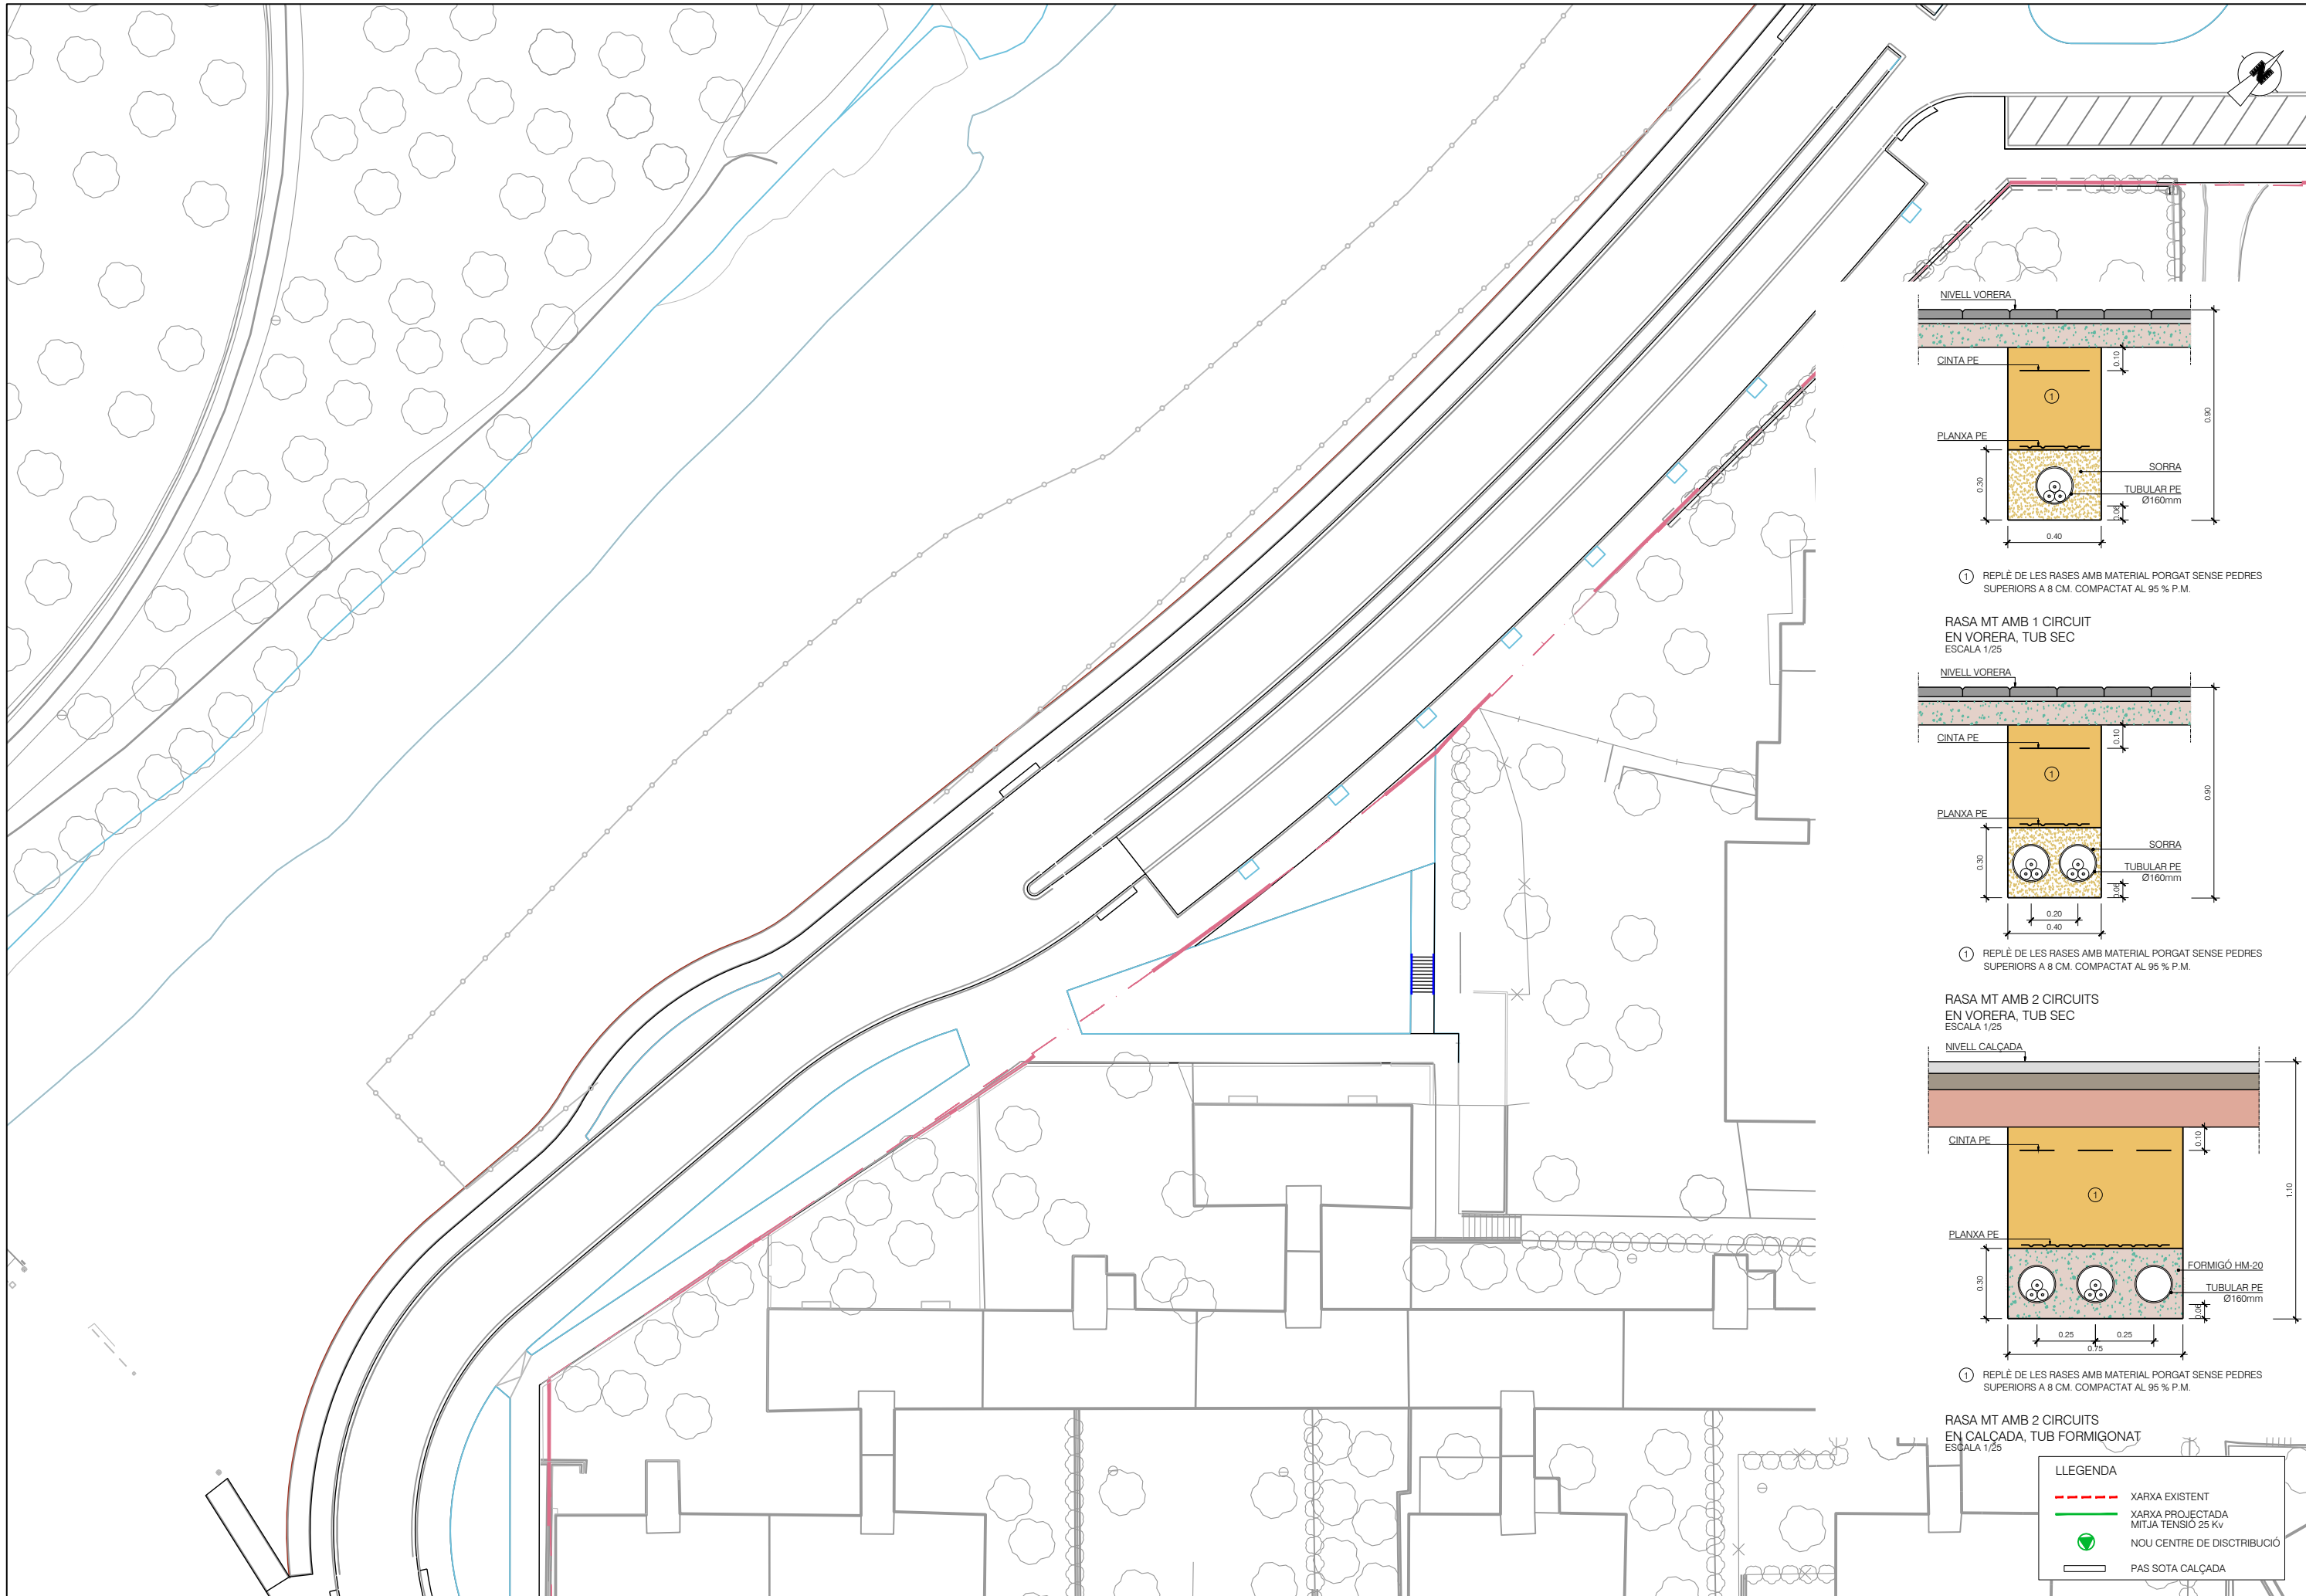 N
NIVELL VORERA
CINTA PE
0.10
1
0.90
PLANXA PE
SORRA
0.30
TUBULAR PE
Ø160mm
0.06
0.40
1 REPLÈ DE LES RASES AMB MATERIAL PORGAT SENSE PEDRES
SUPERIORS A 8 CM. COMPACTAT AL 95 % P.M.
RASA MT AMB 1 CIRCUIT
EN VORERA, TUB SEC
ESCALA 1/25
NIVELL VORERA
CINTA PE
0.10
1
0.90
PLANXA PE
SORRA
0.30
TUBULAR PE
Ø160mm
0.06
0.20
0.40
1 REPLÈ DE LES RASES AMB MATERIAL PORGAT SENSE PEDRES
SUPERIORS A 8 CM. COMPACTAT AL 95 % P.M.
RASA MT AMB 2 CIRCUITS
EN VORERA, TUB SEC
ESCALA 1/25
NIVELL CALÇADA
CINTA PE
0.10
1
1.10
PLANXA PE
FORMIGÓ HM-20
0.30
TUBULAR PE
Ø160mm
0.06
0.25 0.25
0.75
1 REPLÈ DE LES RASES AMB MATERIAL PORGAT SENSE PEDRES
SUPERIORS A 8 CM. COMPACTAT AL 95 % P.M.
RASA MT AMB 2 CIRCUITS
EN CALÇADA, TUB FORMIGONAT
ESCALA 1/25
LLEGENDA
XARXA EXISTENT
XARXA PROJECTADA
MITJA TENSIÓ 25 Kv
NOU CENTRE DE DISCTRIBUCIÓ
PAS SOTA CALÇADA